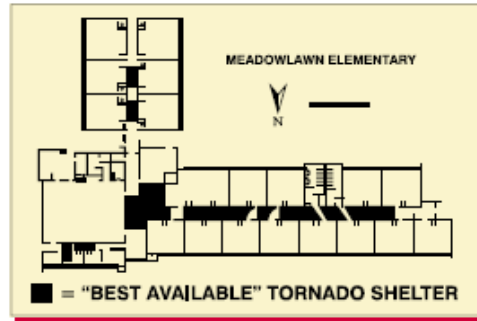 MEADOWLAWN ELEMENTARY
N
= "BEST AVAILABLE" TORNADO SHELTER